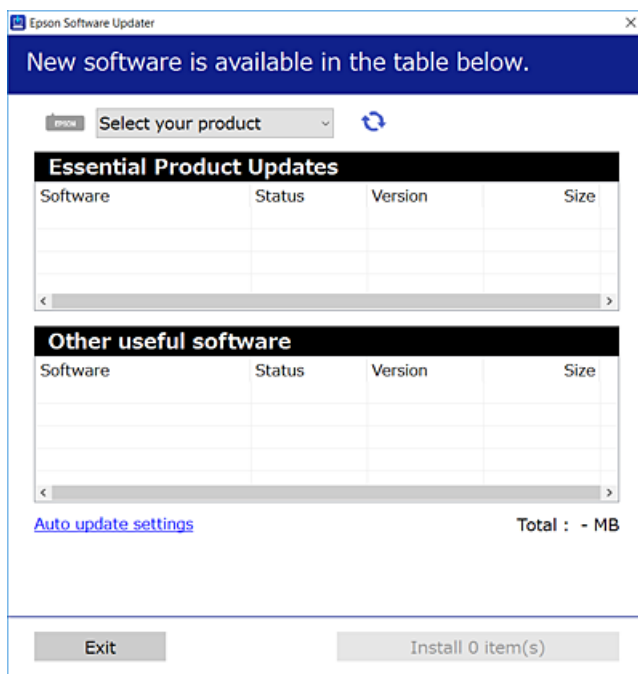 Epson Software Updater
New software is available in the table below.
EPSON Select your product
Essential Product Updates
Software Status Version Size
Other useful software
Software Status Version Size
Auto update settings Total : - MB
Exit Install 0 item(s)